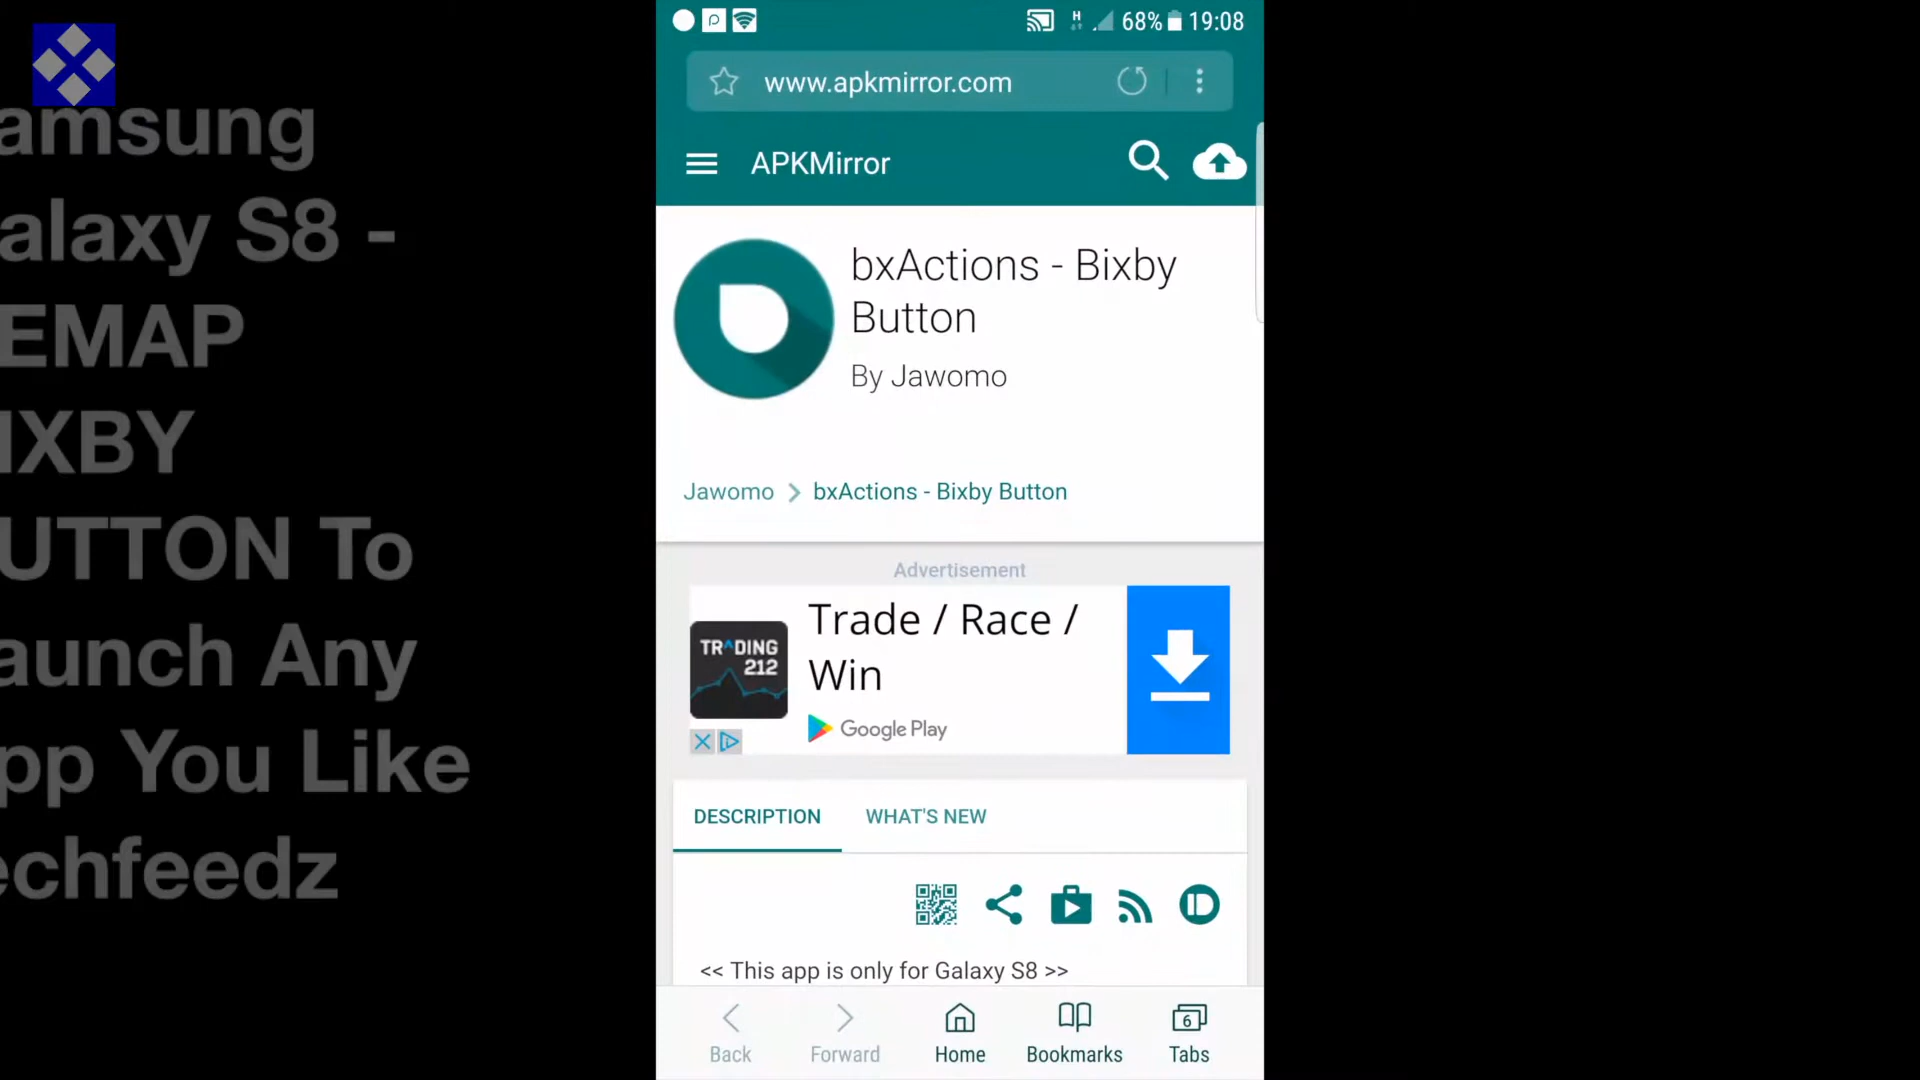 amsung
alaxy S8 -
EMAP
IXBY
UTTON To
aunch Any
pp You Like
echfeedz
H 68% 19:08
www.apkmirror.com
APKMirror
bxActions - Bixby
Button
By Jawomo
Jawomo > bxActions - Bixby Button
Advertisement
TRADING
212
Trade / Race /
Win
Google Play
DESCRIPTION WHAT'S NEW
<< This app is only for Galaxy S8 >>
6
Back Forward Home Bookmarks Tabs